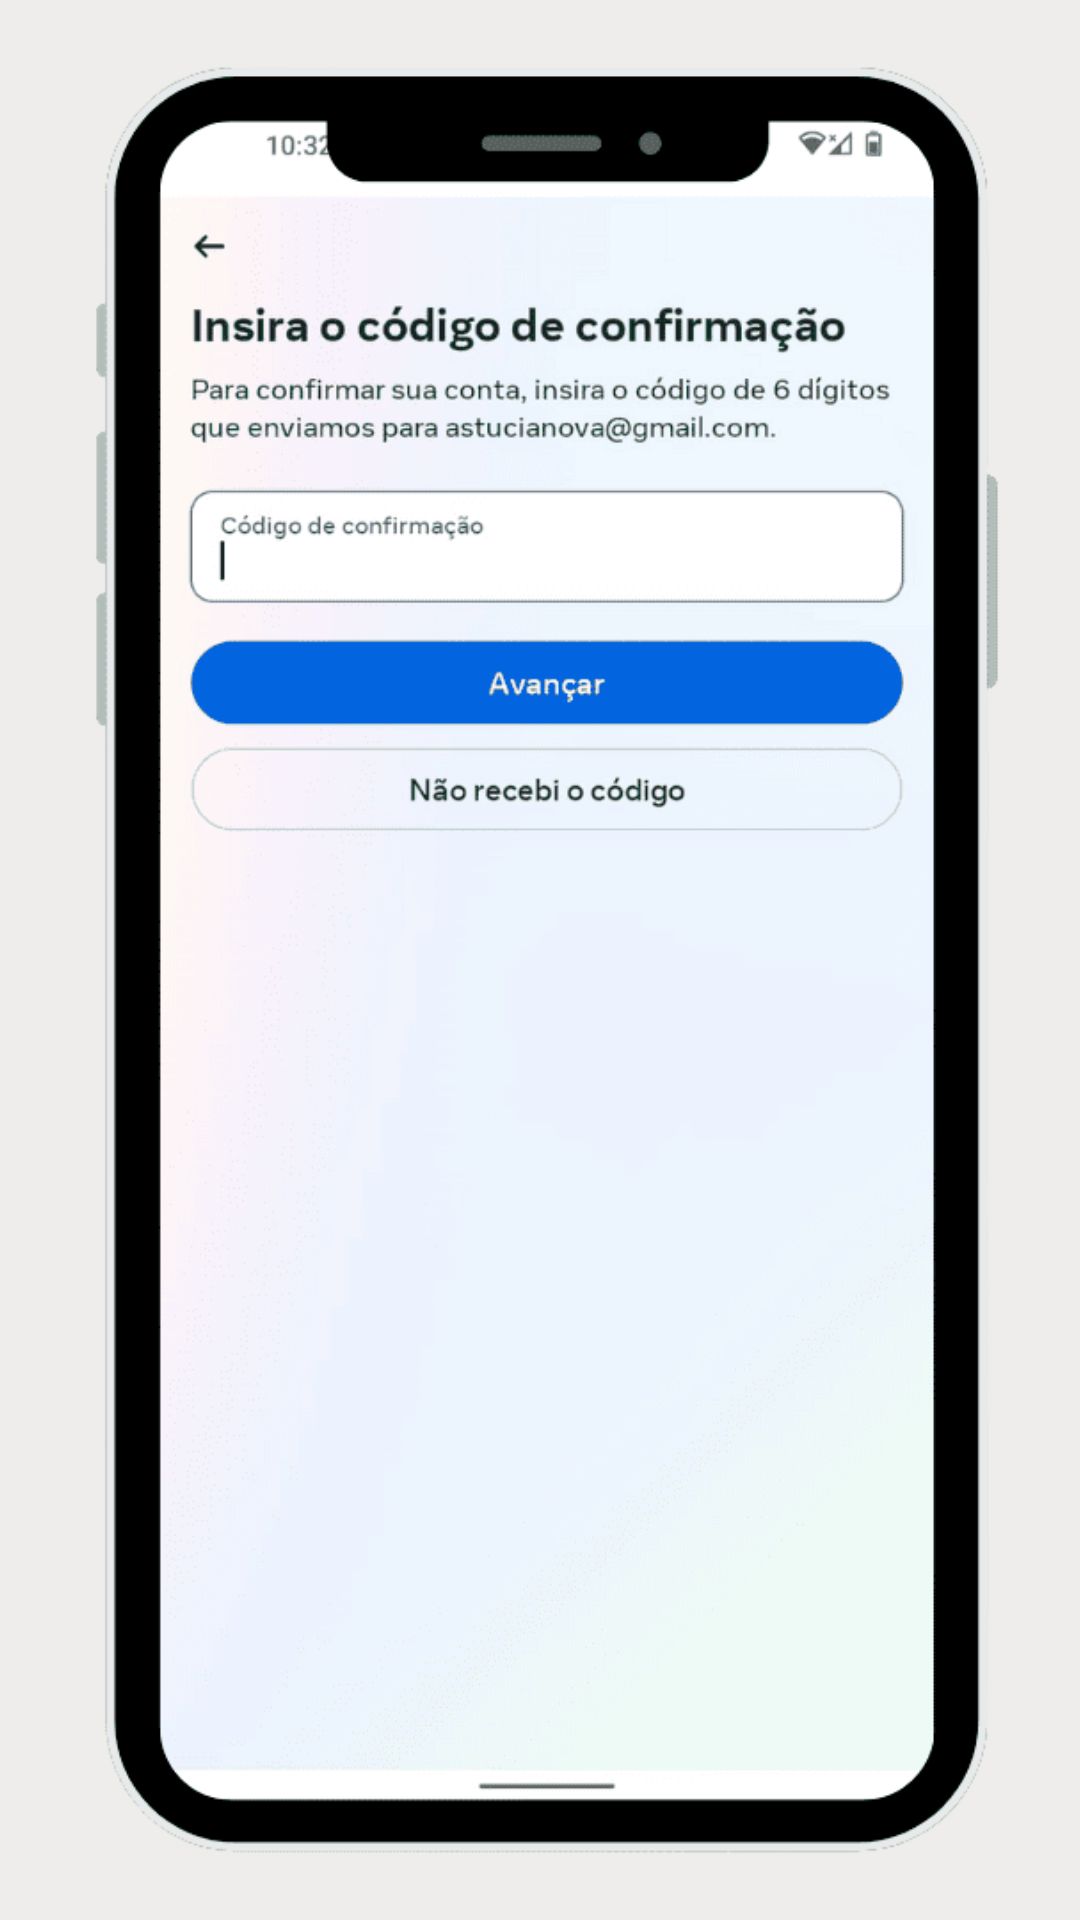 10:32
Insira o código de confirmação
Para confirmar sua conta, insira o código de 6 dígitos
que enviamos para astucianova@gmail.com.
Código de confirmação
Avançar
Não recebi o código